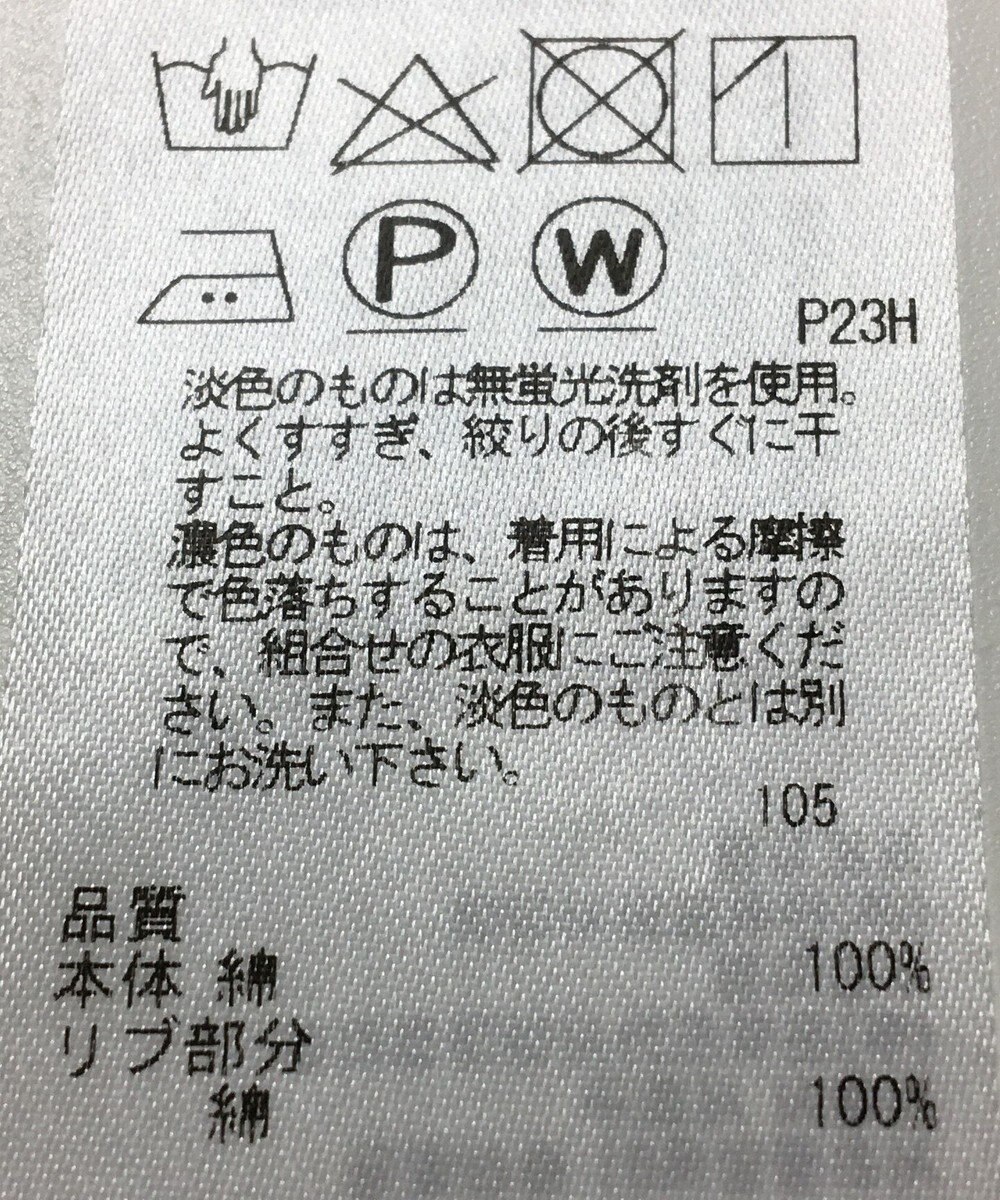 P
W
P23H
淡色のものは無蛍光洗剤を使用。
よくすすぎ、絞りの後すぐに干
すこと。
濃色のものは、着用による摩擦
で色落ちすることがありますの
で、組合せの衣服にご注意くだ
さい。また、淡色のものとは別
にお洗い下さい。
105
品質
本体 綿 100%
リブ部分
綿 100%